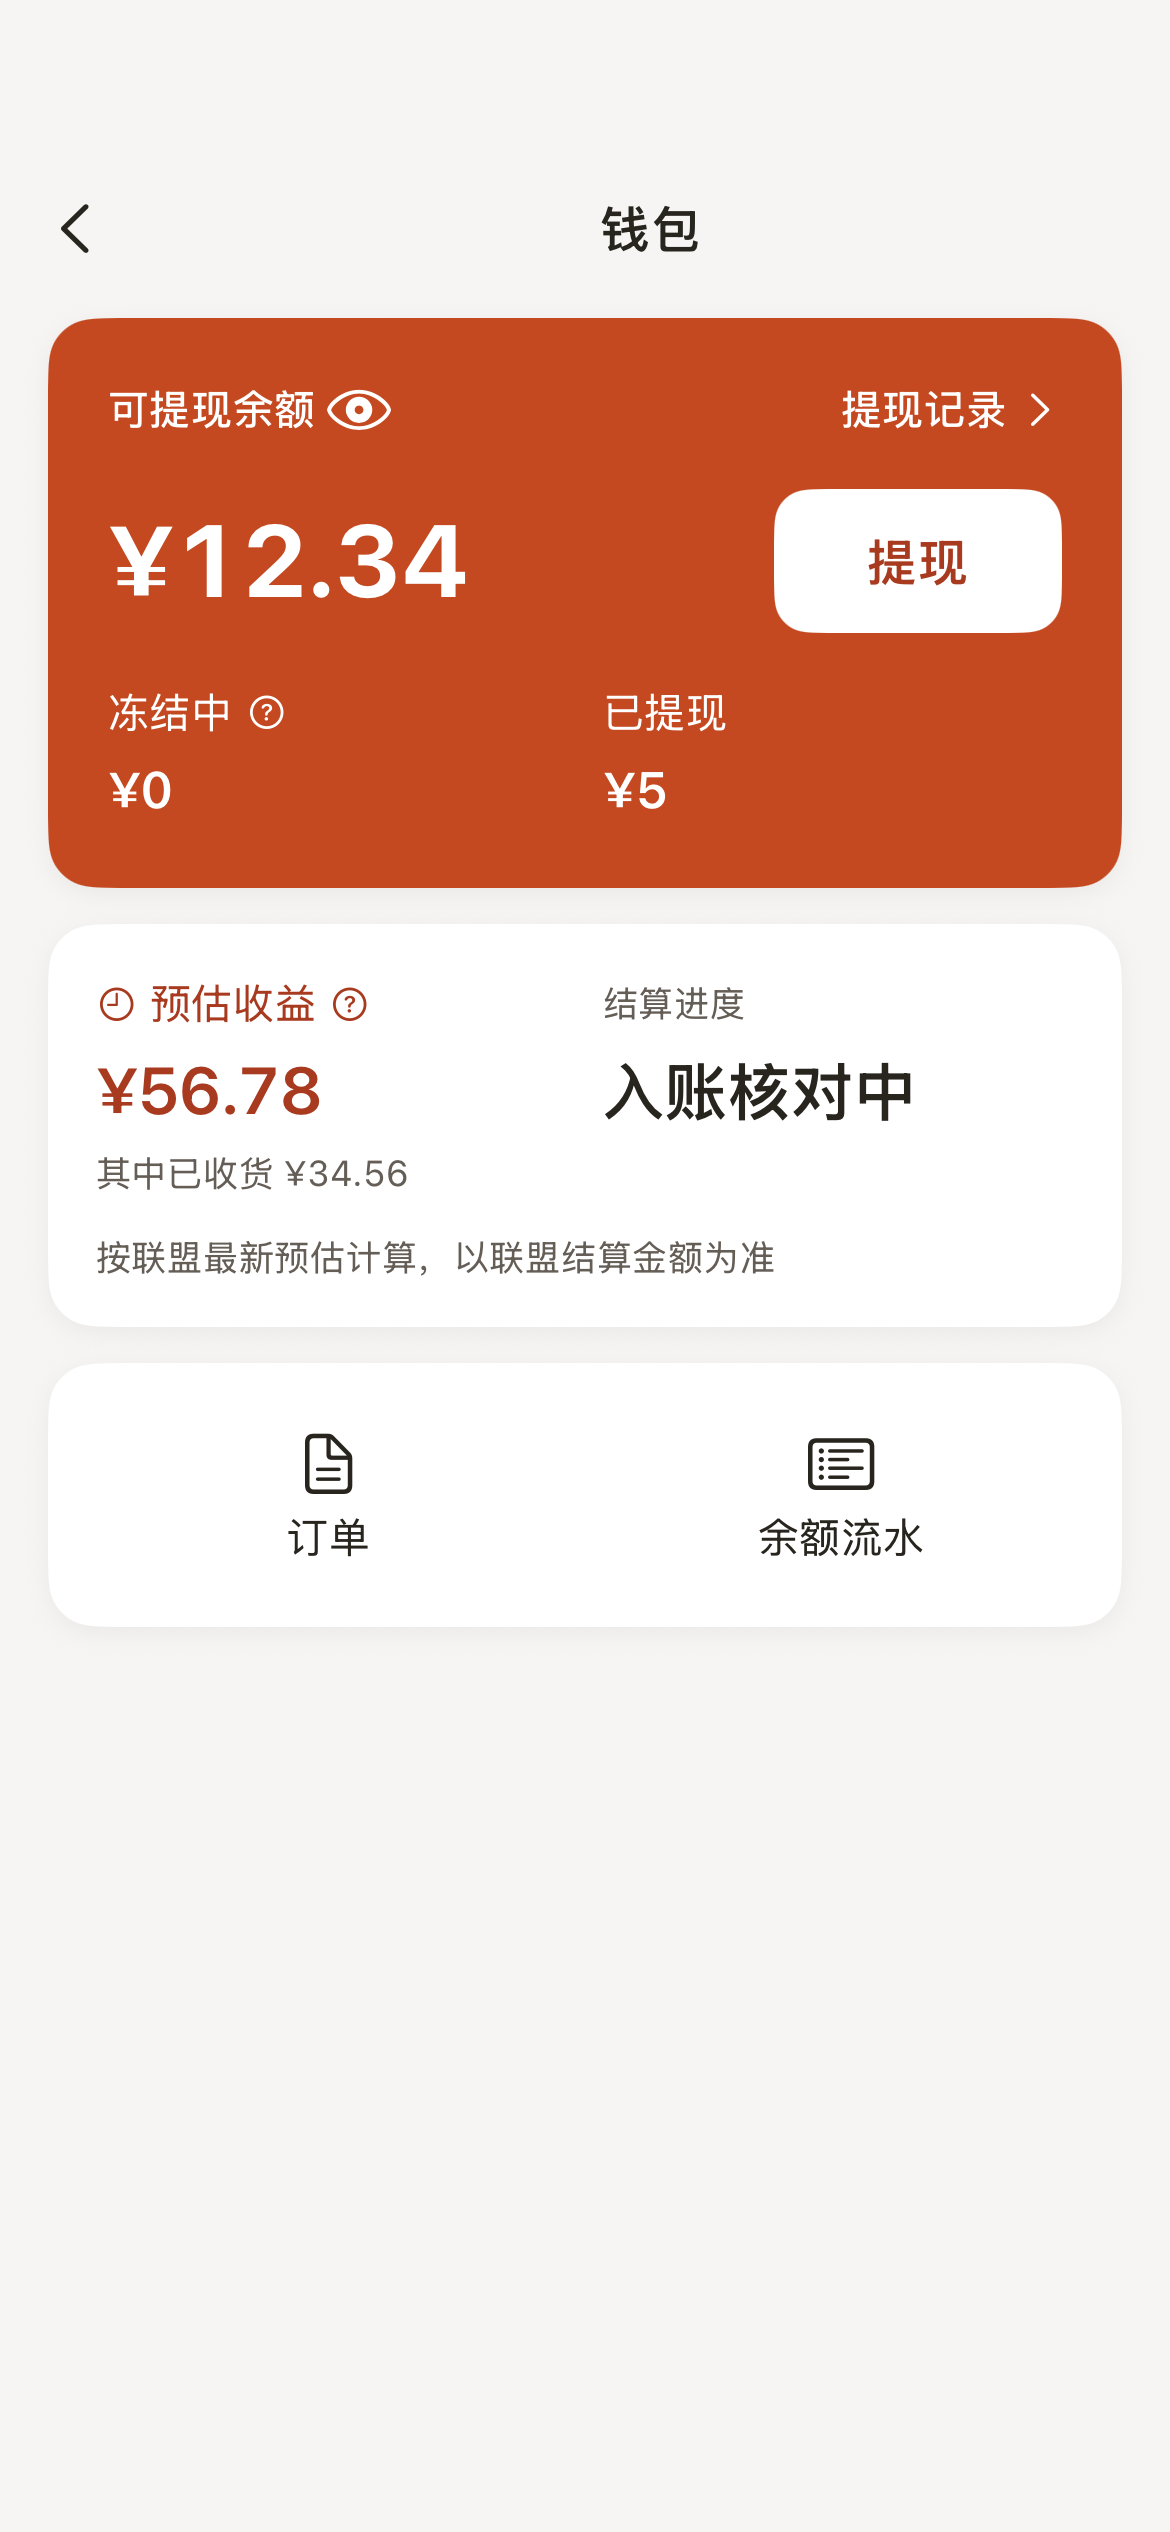 钱包
可提现余额
提现记录
¥12.34
提现
冻结中 ?
已提现
¥0
¥5
预估收益 ?
结算进度
¥56.78
入账核对中
其中已收货 ¥34.56
按联盟最新预估计算，以联盟结算金额为准
订单
余额流水